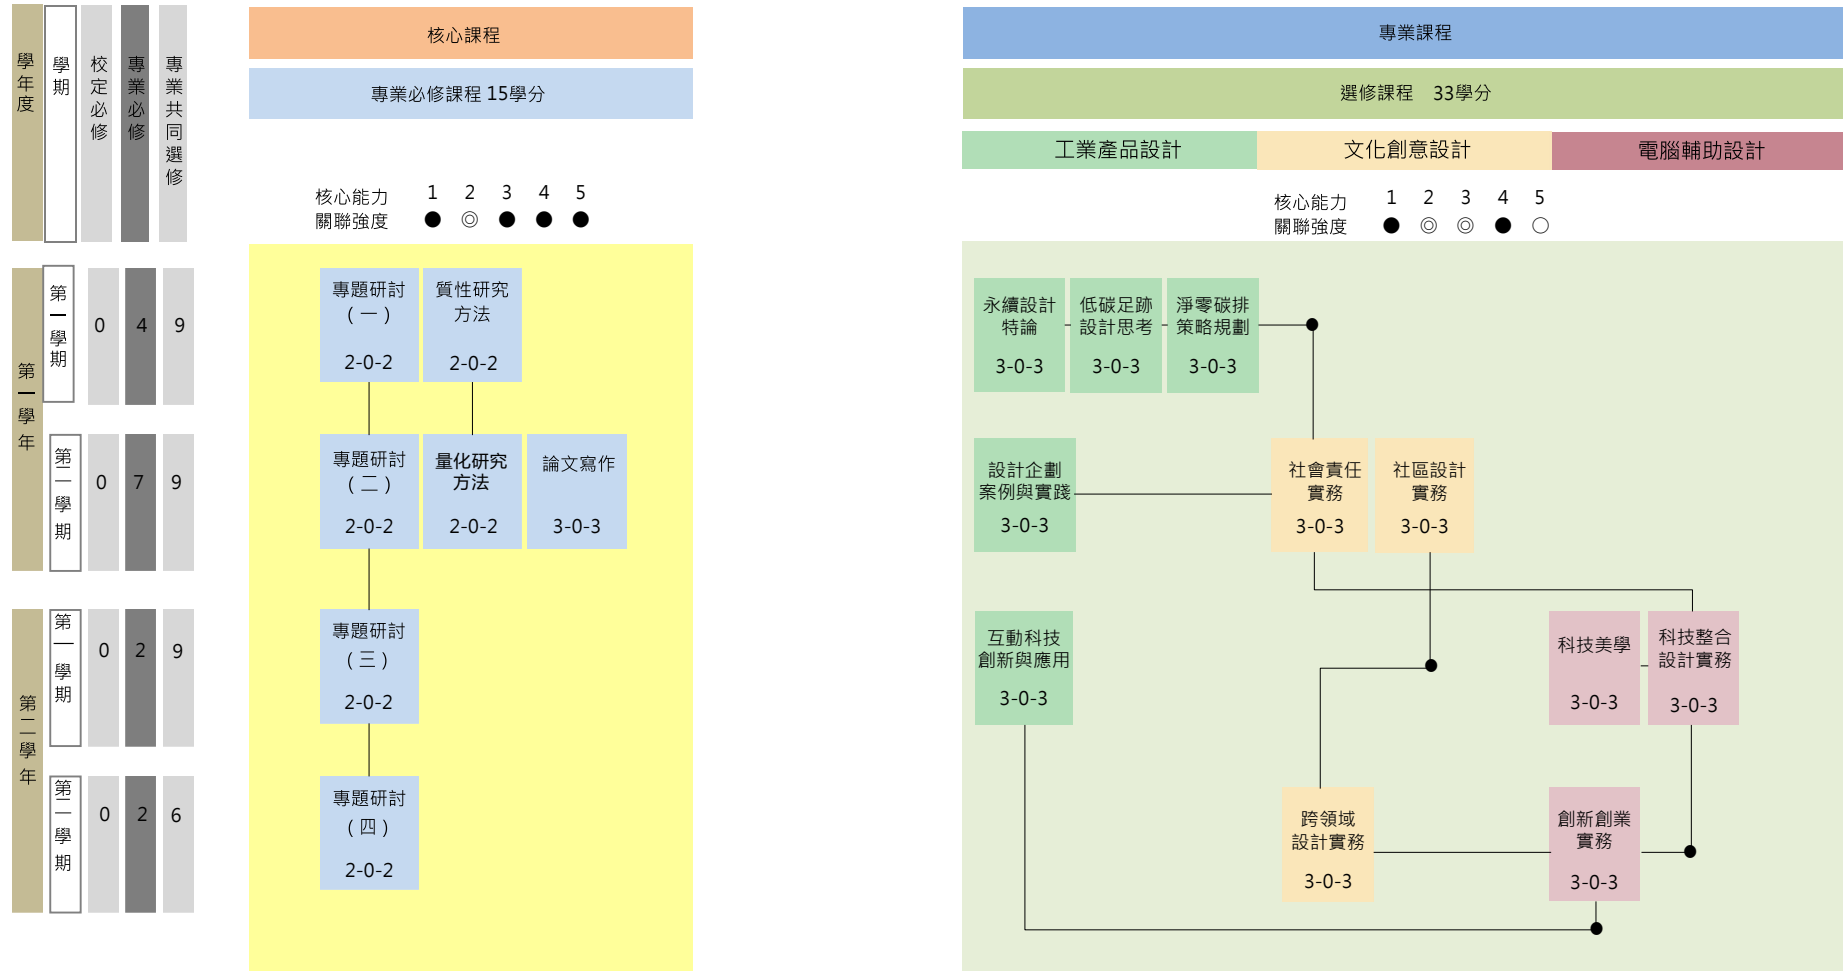 學年度
學期
校定必修
專業必修
專業共同選修
核心課程
專業必修課程 15學分
核心能力 1 2 3 4 5
關聯強度 ● ◎ ● ● ●
專業課程
選修課程 33學分
工業產品設計 文化創意設計 電腦輔助設計
核心能力 1 2 3 4 5
關聯強度 ● ◎ ◎ ● ○
第一學年
第一學期
0 4 9
專題研討
(一)
2-0-2
質性研究
方法
2-0-2
永續設計
特論
3-0-3
低碳足跡
設計思考
3-0-3
淨零碳排
策略規劃
3-0-3
第二學期
0 7 9
專題研討
(二)
2-0-2
量化研究
方法
2-0-2
論文寫作
3-0-3
設計企劃
案例與實踐
3-0-3
社會責任
實務
3-0-3
社區設計
實務
3-0-3
第二學年
第一學期
0 2 9
專題研討
(三)
2-0-2
互動科技
創新與應用
3-0-3
科技美學
3-0-3
科技整合
設計實務
3-0-3
第二學期
0 2 6
專題研討
(四)
2-0-2
跨領域
設計實務
3-0-3
創新創業
實務
3-0-3